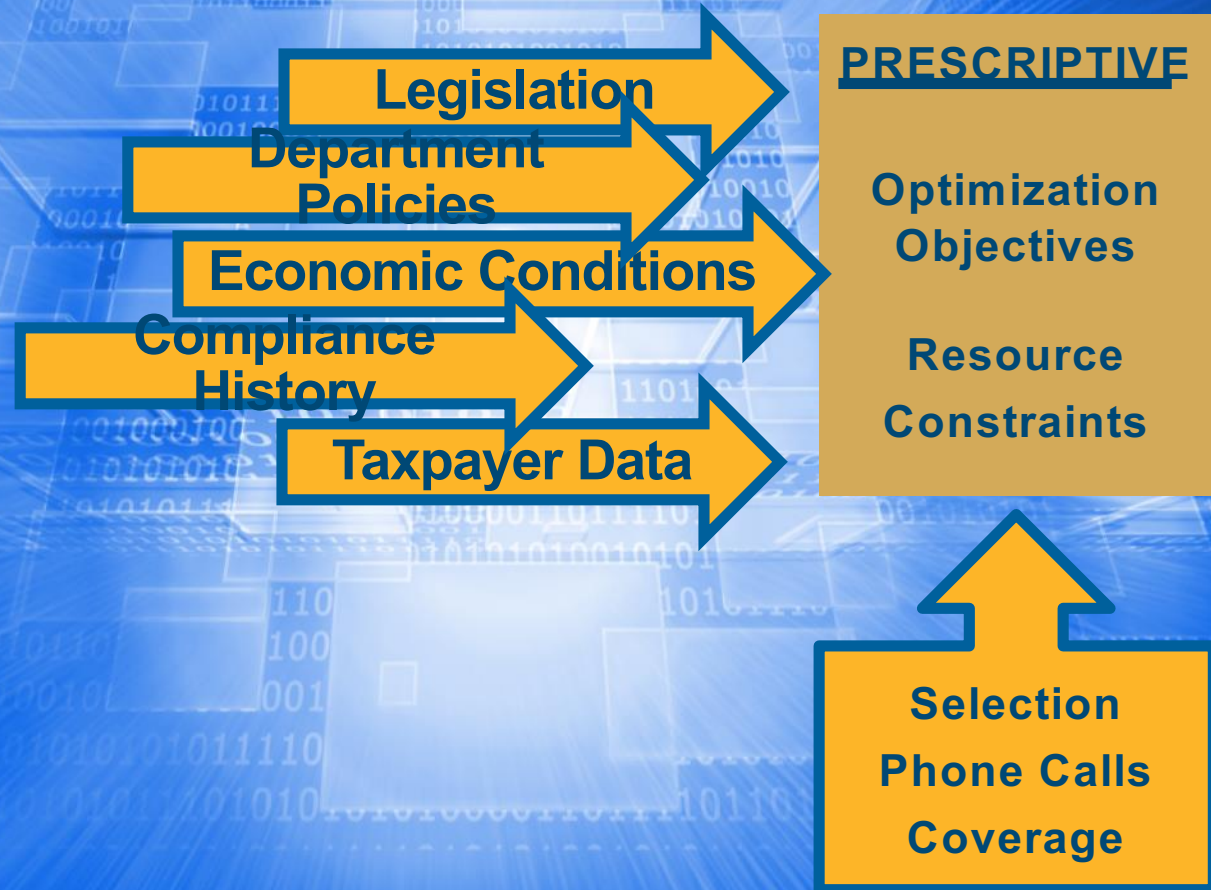 Legislation
Department
Policies
Economic Conditions
Compliance
History
Taxpayer Data
PRESCRIPTIVE
Optimization
Objectives
Resource
Constraints
Selection
Phone Calls
Coverage